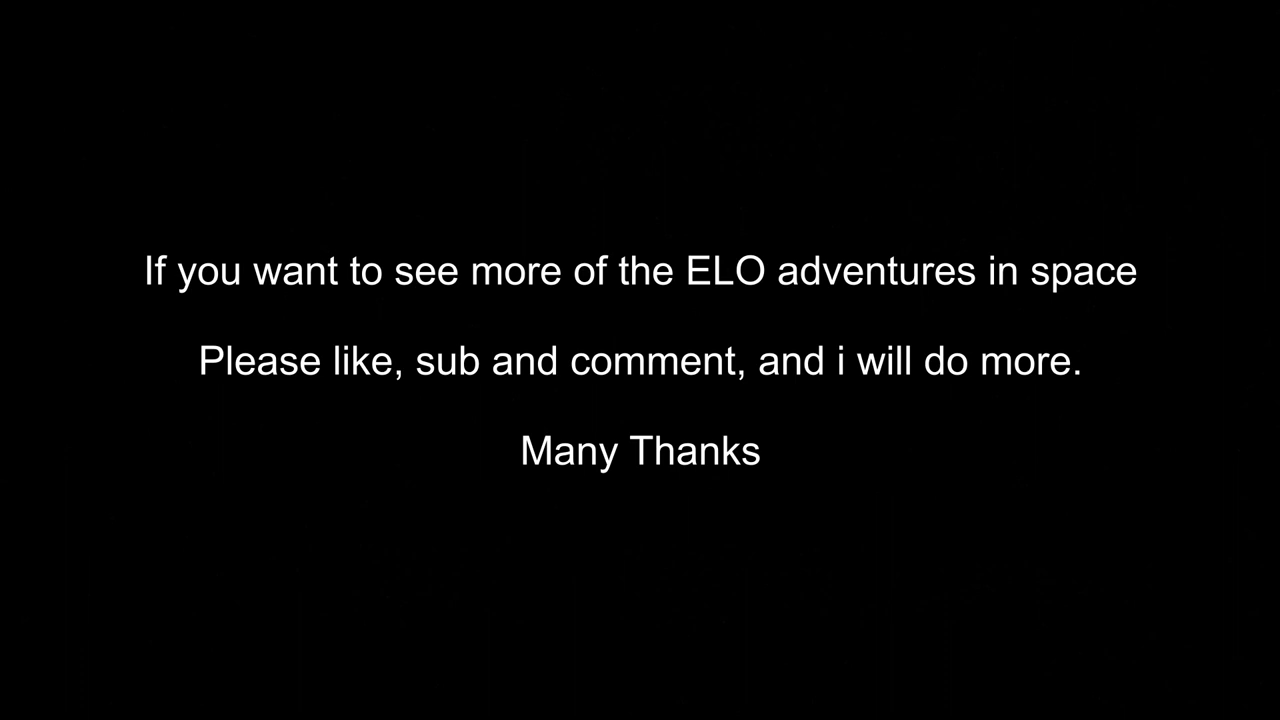 If you want to see more of the ELO adventures in space
Please like, sub and comment, and i will do more.
Many Thanks